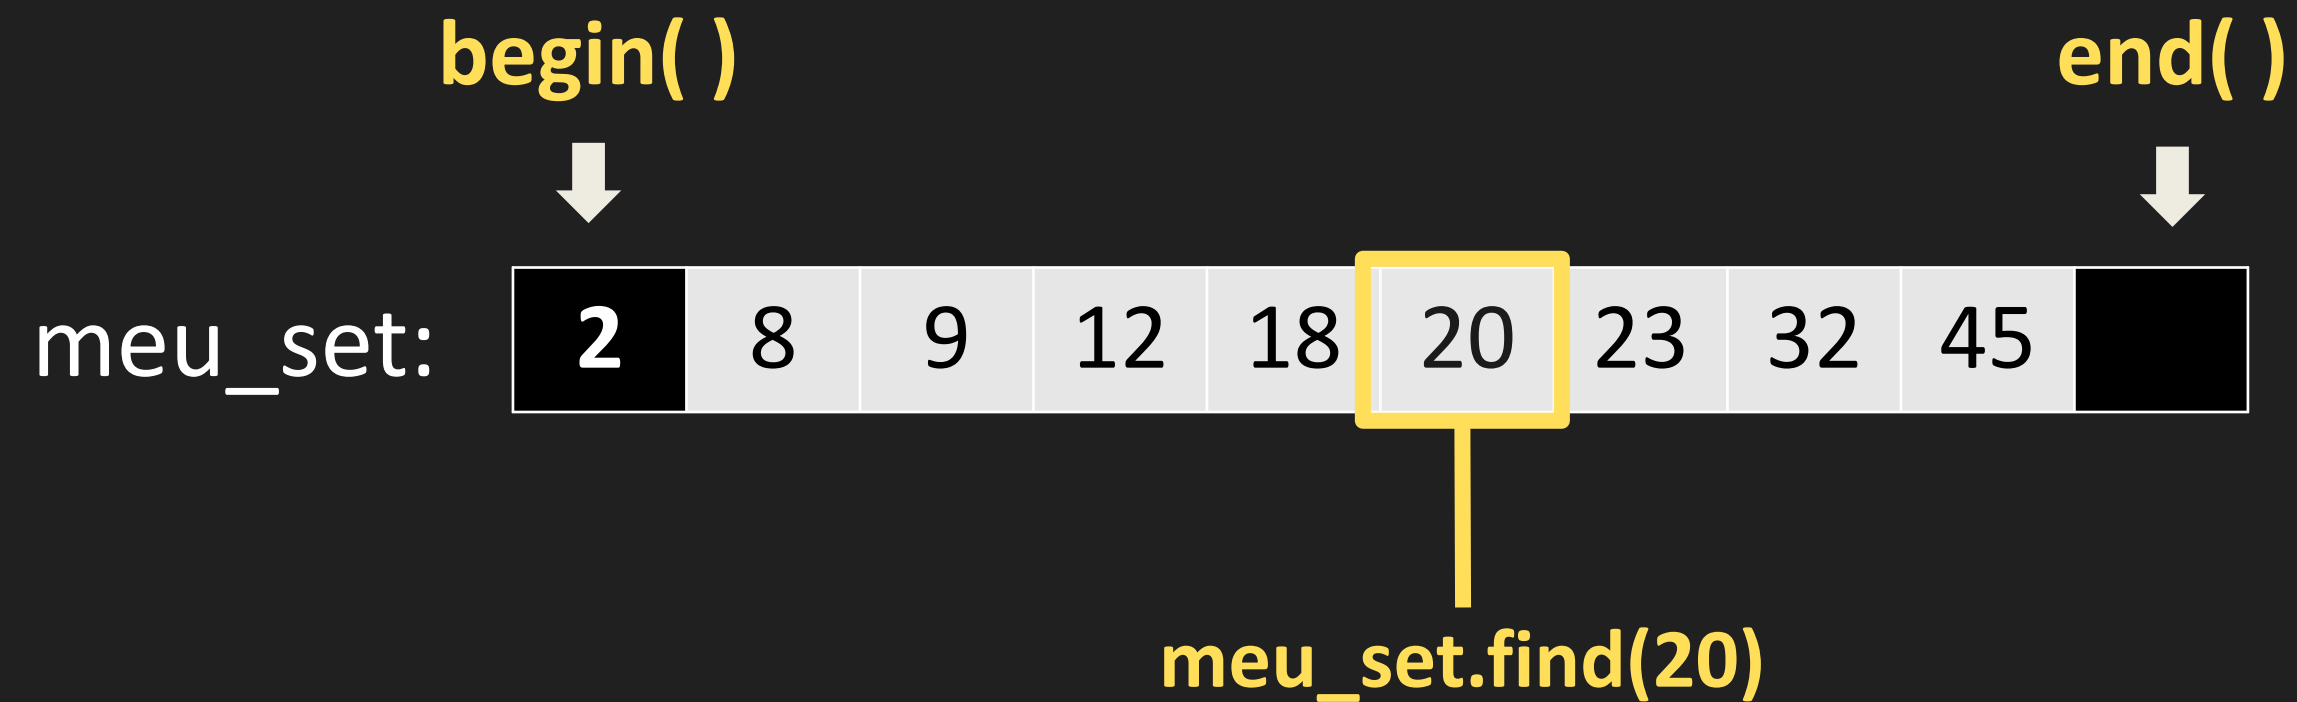 begin( ) end( )
meu_set: 2 8 9 12 18 20 23 32 45
meu_set.find(20)